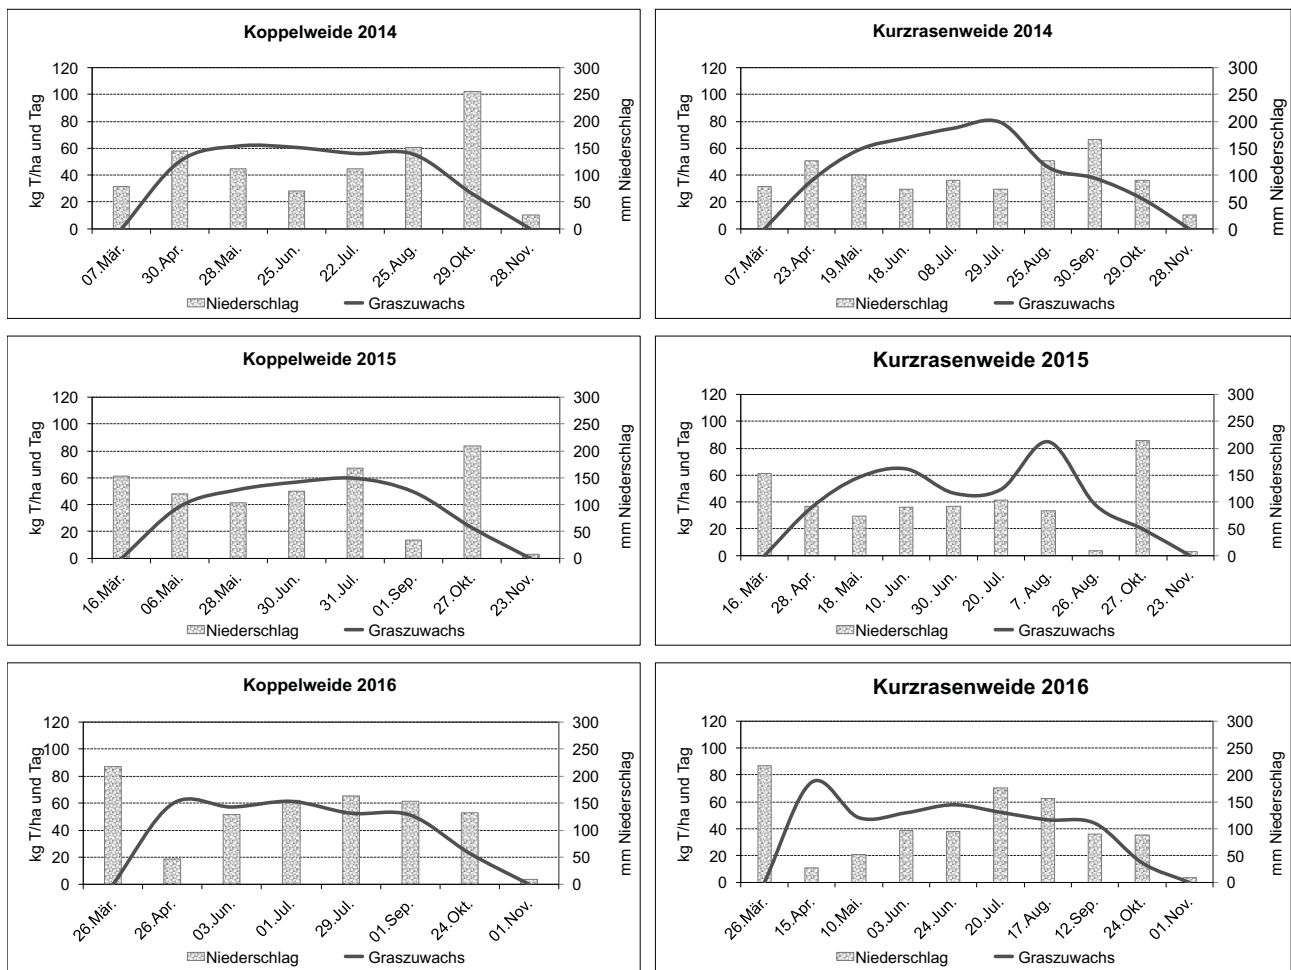 Koppelweide 2014
120
100
80
60
40
20
0
300
250
200
150
100
50
0
kg T/ha und Tag
mm Niederschlag
07.Mär. 30.Apr. 28.Mai. 25.Jun. 22.Jul. 25.Aug. 29.Okt. 28.Nov.
Niederschlag Graszuwachs
Kurzrasenweide 2014
120
100
80
60
40
20
0
300
250
200
150
100
50
0
kg T/ha und Tag
mm Niederschlag
07.Mär. 23.Apr. 19.Mai. 18.Jun. 08.Jul. 29.Jul. 25.Aug. 30.Sep. 29.Okt. 28.Nov.
Niederschlag Graszuwachs
Koppelweide 2015
120
100
80
60
40
20
0
300
250
200
150
100
50
0
kg T/ha und Tag
mm Niederschlag
16.Mär. 06.Mai. 28.Mai. 30.Jun. 31.Jul. 01.Sep. 27.Okt. 23.Nov.
Niederschlag Graszuwachs
Kurzrasenweide 2015
120
100
80
60
40
20
0
300
250
200
150
100
50
0
kg T/ha und Tag
mm Niederschlag
16. Mär. 28. Apr. 18. Mai. 10. Jun. 30. Jun. 20. Jul. 7. Aug. 26. Aug. 27. Okt. 23. Nov.
Niederschlag Graszuwachs
Koppelweide 2016
120
100
80
60
40
20
0
300
250
200
150
100
50
0
kg T/ha und Tag
mm Niederschlag
26.Mär. 26.Apr. 03.Jun. 01.Jul. 29.Jul. 01.Sep. 24.Okt. 01.Nov.
Niederschlag Graszuwachs
Kurzrasenweide 2016
120
100
80
60
40
20
0
300
250
200
150
100
50
0
kg T/ha und Tag
mm Niederschlag
26.Mär. 15.Apr. 10.Mai. 03.Jun. 24.Jun. 20.Jul. 17.Aug. 12.Sep. 24.Okt. 01.Nov.
Niederschlag Graszuwachs